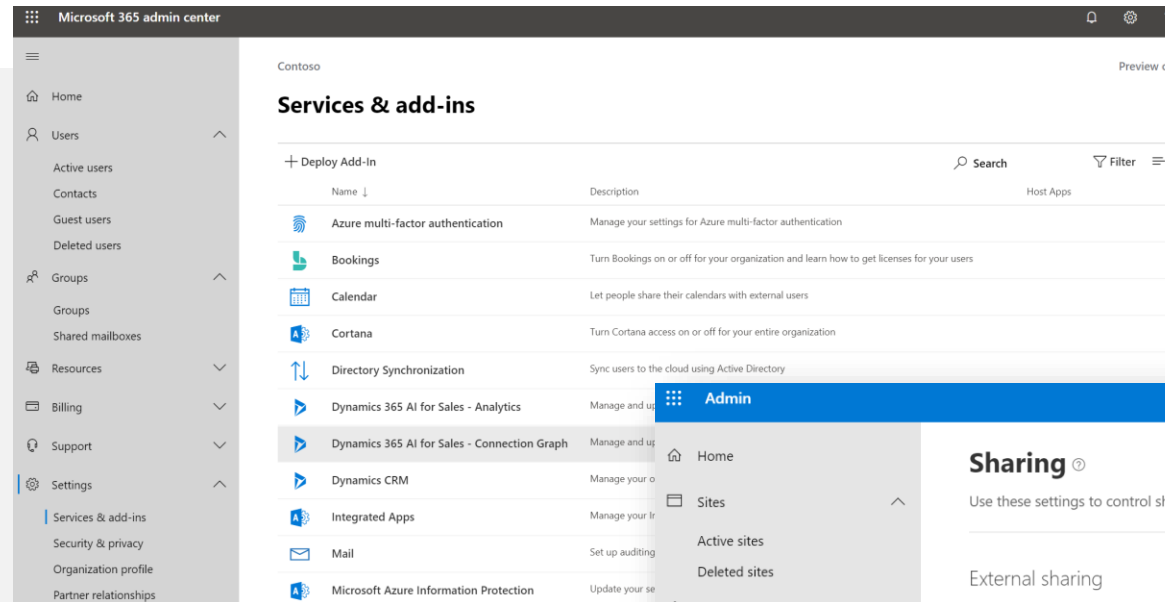 Microsoft 365 admin center
Home
Users
Active users
Contacts
Guest users
Deleted users
Groups
Groups
Shared mailboxes
Resources
Billing
Support
Settings
Services & add-ins
Security & privacy
Organization profile
Partner relationships
Contoso
Preview
Services & add-ins
Deploy Add-In
Search
Filter
Name ↓ Description Host Apps
Azure multi-factor authentication Manage your settings for Azure multi-factor authentication
Bookings Turn Bookings on or off for your organization and learn how to get licenses for your users
Calendar Let people share their calendars with external users
Cortana Turn Cortana access on or off for your entire organization
Directory Synchronization Sync users to the cloud using Active Directory
Dynamics 365 AI for Sales - Analytics Manage and up
Dynamics 365 AI for Sales - Connection Graph Manage and up
Dynamics CRM Manage your o
Integrated Apps Manage your In
Mail Set up auditing
Microsoft Azure Information Protection Update your se
Admin
Home
Sites
Active sites
Deleted sites
Sharing
Use these settings to control sh
External sharing